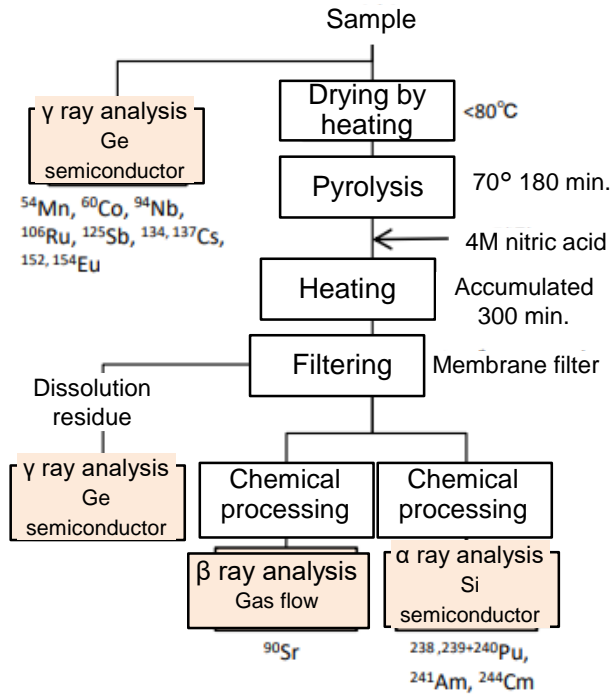 Sample
γ ray analysis
Ge
semiconductor
⁵⁴Mn, ⁶⁰Co, ⁹⁴Nb,
¹⁰⁶Ru, ¹²⁵Sb, ¹³⁴, ¹³⁷Cs,
¹⁵², ¹⁵⁴Eu
Drying by
heating
<80℃
Pyrolysis
70° 180 min.
4M nitric acid
Heating
Accumulated
300 min.
Filtering
Membrane filter
Dissolution
residue
γ ray analysis
Ge
semiconductor
Chemical
processing
β ray analysis
Gas flow
⁹⁰Sr
Chemical
processing
α ray analysis
Si
semiconductor
²³⁸,²³⁹⁺²⁴⁰Pu,
²⁴¹Am, ²⁴⁴Cm